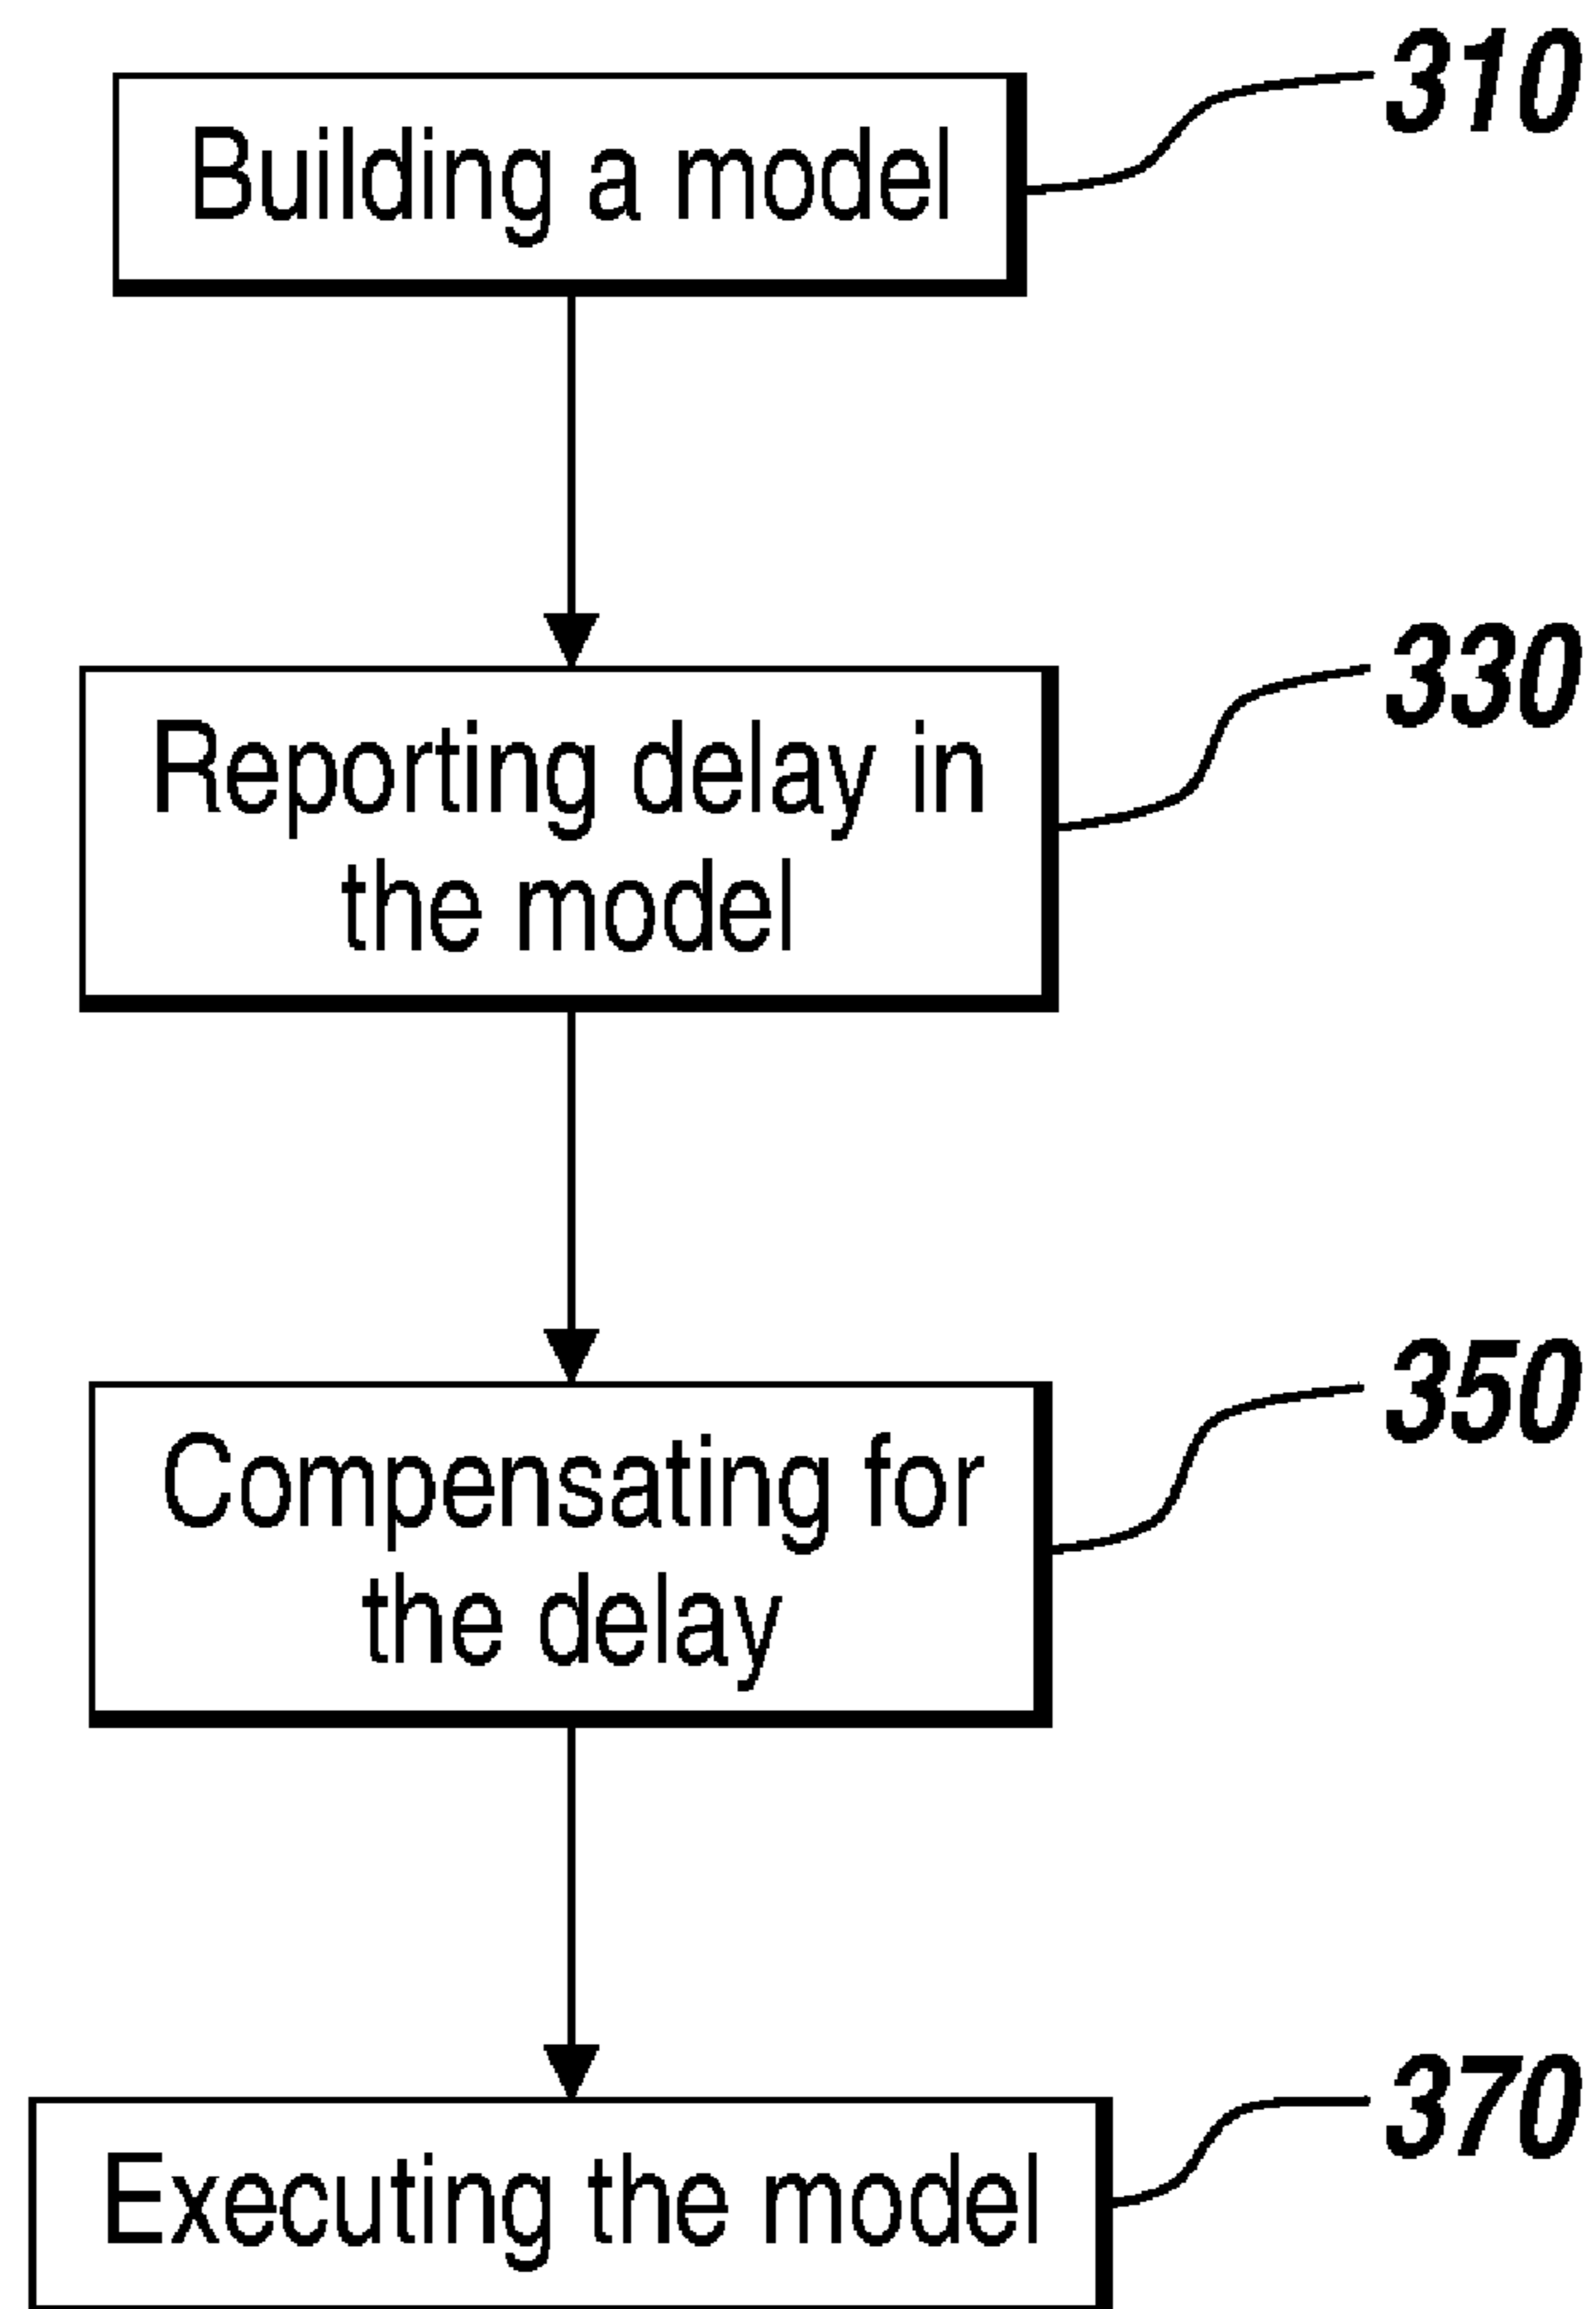 310
Building a model
330
Reporting delay in
the model
350
Compensating for
the delay
370
Executing the model